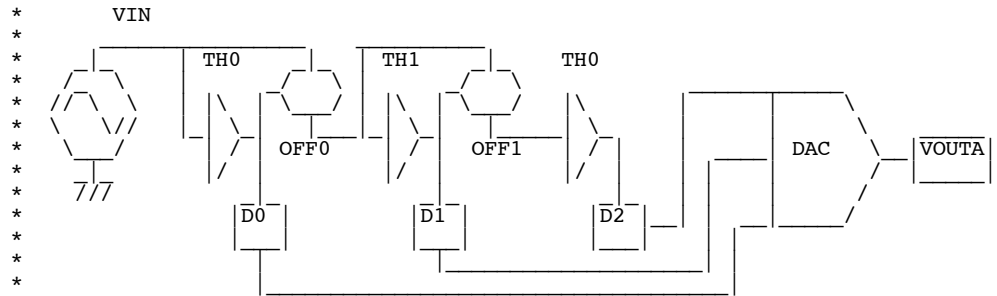 VIN
TH0 TH1 TH0
OFF0 OFF1 DAC VOUTA
D0 D1 D2